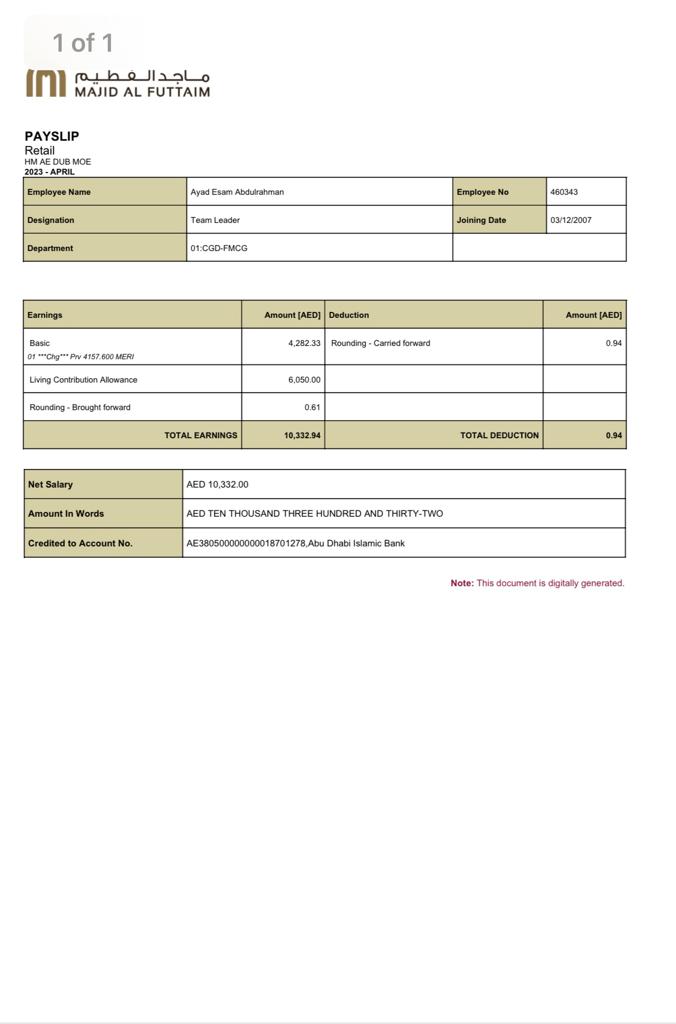 1 of 1
ماجد الفطيم
MAJID AL FUTTAIM
PAYSLIP
Retail
HM AE DUB MOE
2023 - APRIL
Employee Name Ayad Esam Abdulrahman Employee No 460343
Designation Team Leader Joining Date 03/12/2007
Department 01:CGD-FMCG
Earnings Amount [AED] Deduction Amount [AED]
Basic 4,282.33 Rounding - Carried forward 0.94
01 ***Chg*** Prv 4157.600 MERI
Living Contribution Allowance 6,050.00
Rounding - Brought forward 0.61
TOTAL EARNINGS 10,332.94 TOTAL DEDUCTION 0.94
Net Salary AED 10,332.00
Amount In Words AED TEN THOUSAND THREE HUNDRED AND THIRTY-TWO
Credited to Account No. AE380500000000018701278,Abu Dhabi Islamic Bank
Note: This document is digitally generated.